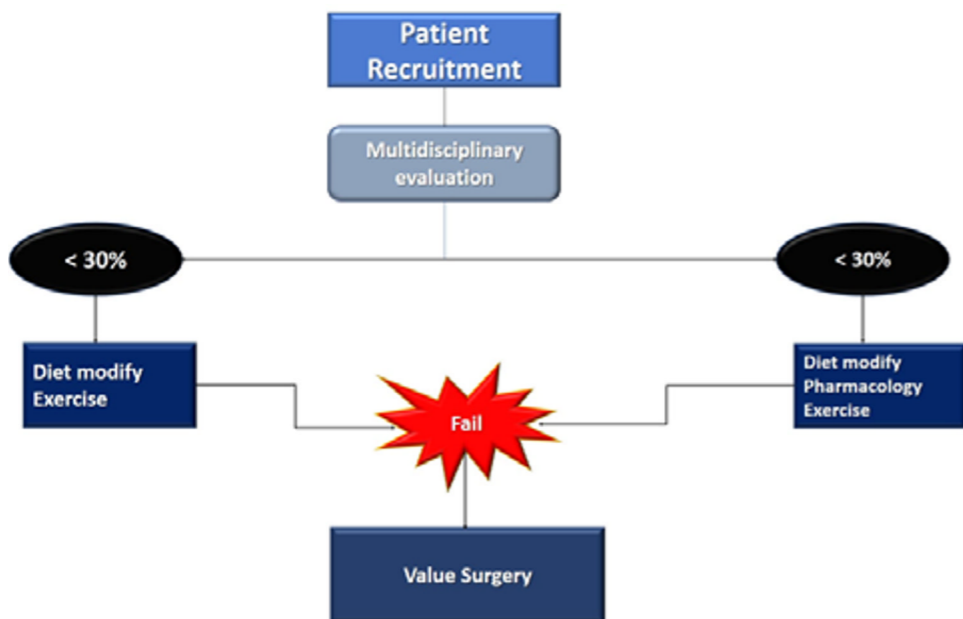 Patient
Recruitment
Multidisciplinary
evaluation
< 30%
< 30%
Diet modify
Exercise
Fail
Diet modify
Pharmacology
Exercise
Value Surgery